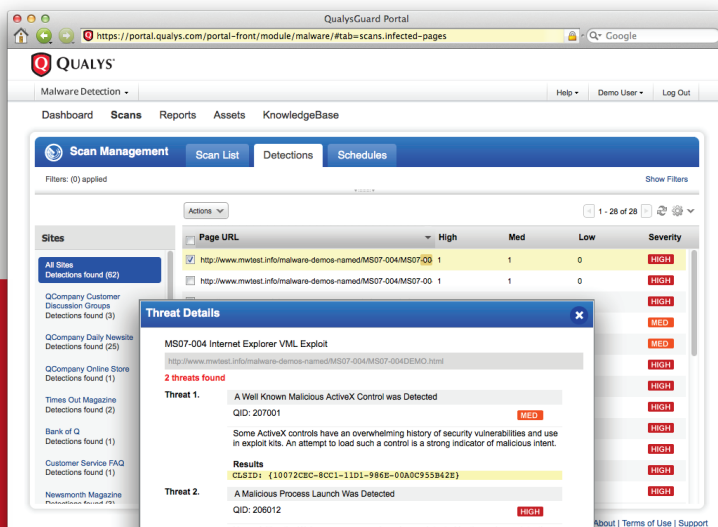 QualysGuard Portal
https://portal.qualys.com/portal-front/module/malware/#tab=scans.infected-pages
Google
QUALYS
Malware Detection
Help
Demo User
Log Out
Dashboard Scans Reports Assets KnowledgeBase
Scan Management
Scan List
Detections
Schedules
Filters: (0) applied
Show Filters
Actions
1 - 28 of 28
Sites
Page URL High Med Low Severity
http://www.mwtest.info/malware-demos-named/MS07-004/MS07-00 1 1 0 HIGH
http://www.mwtest.info/malware-demos-named/MS07-004/MS07-00 1 1 0 HIGH
HIGH
MED
MED
HIGH
HIGH
HIGH
HIGH
HIGH
HIGH
HIGH
All Sites
Detections found (62)
QCompany Customer
Discussion Groups
Detections found (3)
QCompany Daily Newsite
Detections found (25)
QCompany Online Store
Detections found (1)
Times Out Magazine
Detections found (2)
Bank of Q
Detections found (1)
Customer Service FAQ
Detections found (1)
Newsmonth Magazine
Detections found (3)
Threat Details
MS07-004 Internet Explorer VML Exploit
http://www.mwtest.info/malware-demos-named/MS07-004/MS07-004DEMO.html
2 threats found
Threat 1. A Well Known Malicious ActiveX Control was Detected
QID: 207001 MED
Some ActiveX controls have an overwhelming history of security vulnerabilities and use
in exploit kits. An attempt to load such a control is a strong indicator of malicious intent.
Results
CLSID: {10072CEC-8CC1-11D1-986E-00A0C955B42E}
Threat 2. A Malicious Process Launch Was Detected
QID: 206012 HIGH
About | Terms of Use | Support